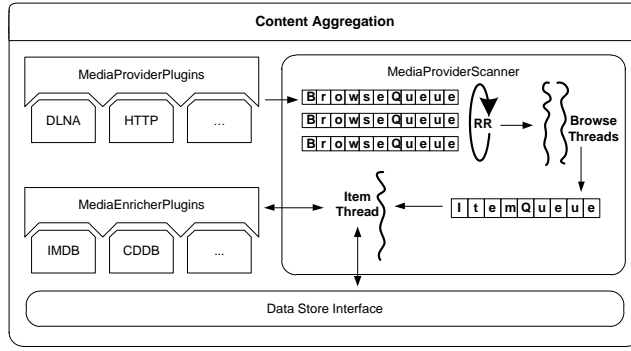 Content Aggregation
MediaProviderPlugins
DLNA HTTP ...
MediaProviderScanner
BrowseQueue
BrowseQueue
BrowseQueue
RR
Browse
Threads
MediaEnricherPlugins
IMDB CDDB ...
Item
Thread
ItemQueue
Data Store Interface